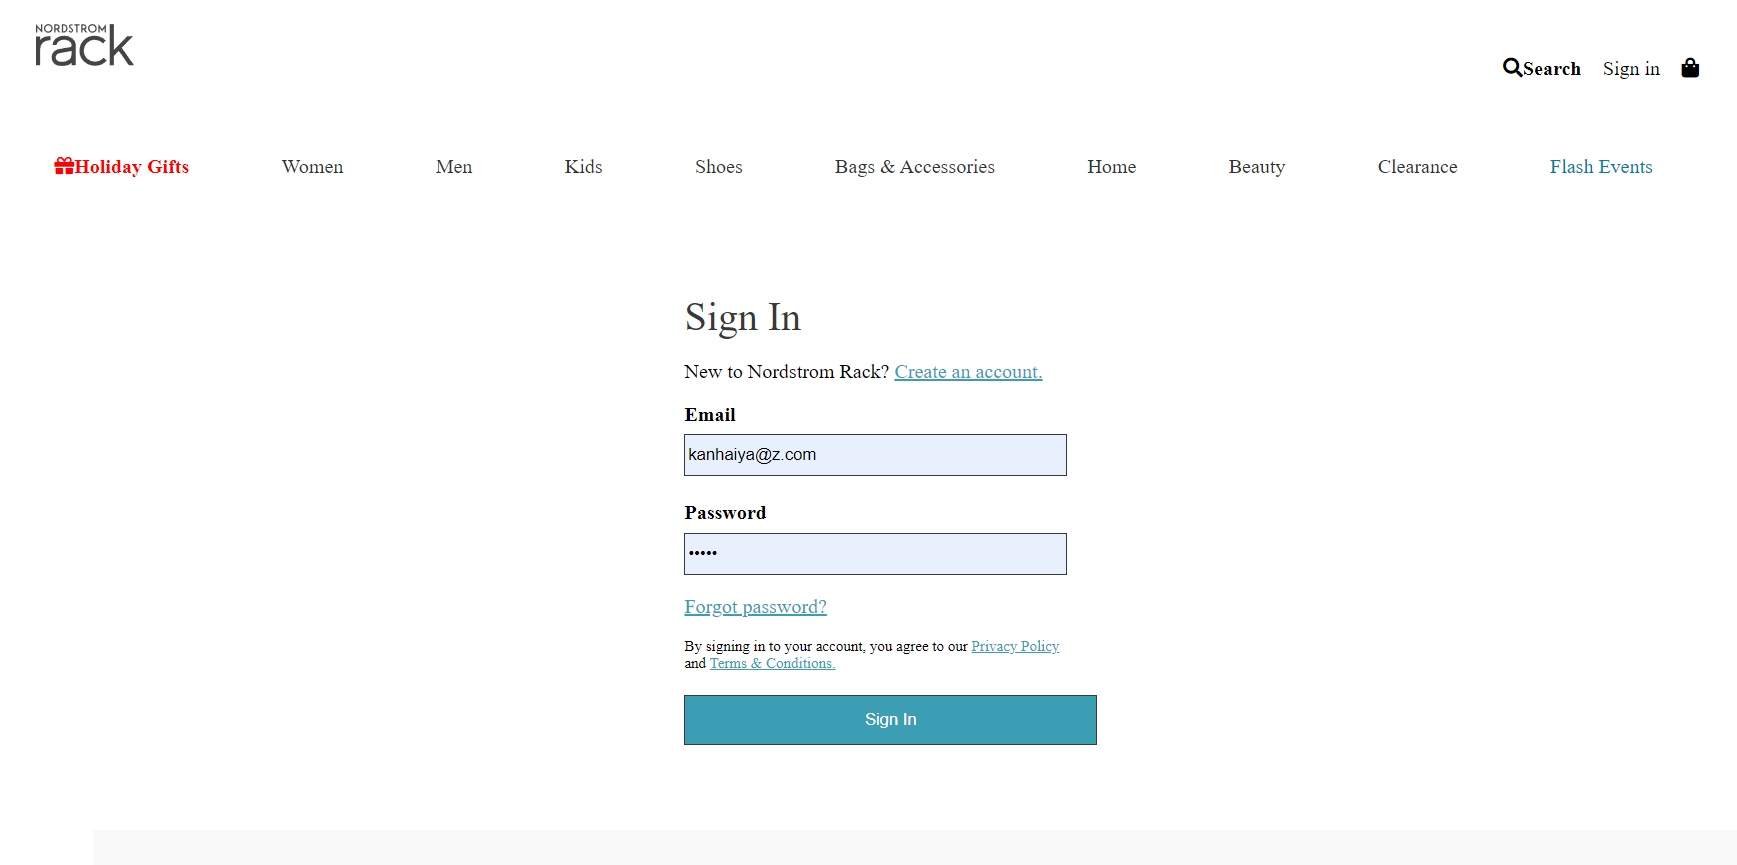 NORDSTROM
rack
Search Sign in
Holiday Gifts Women Men Kids Shoes Bags & Accessories Home Beauty Clearance Flash Events
Sign In
New to Nordstrom Rack? Create an account.
Email
kanhaiya@z.com
Password
•••••
Forgot password?
By signing in to your account, you agree to our Privacy Policy
and Terms & Conditions.
Sign In